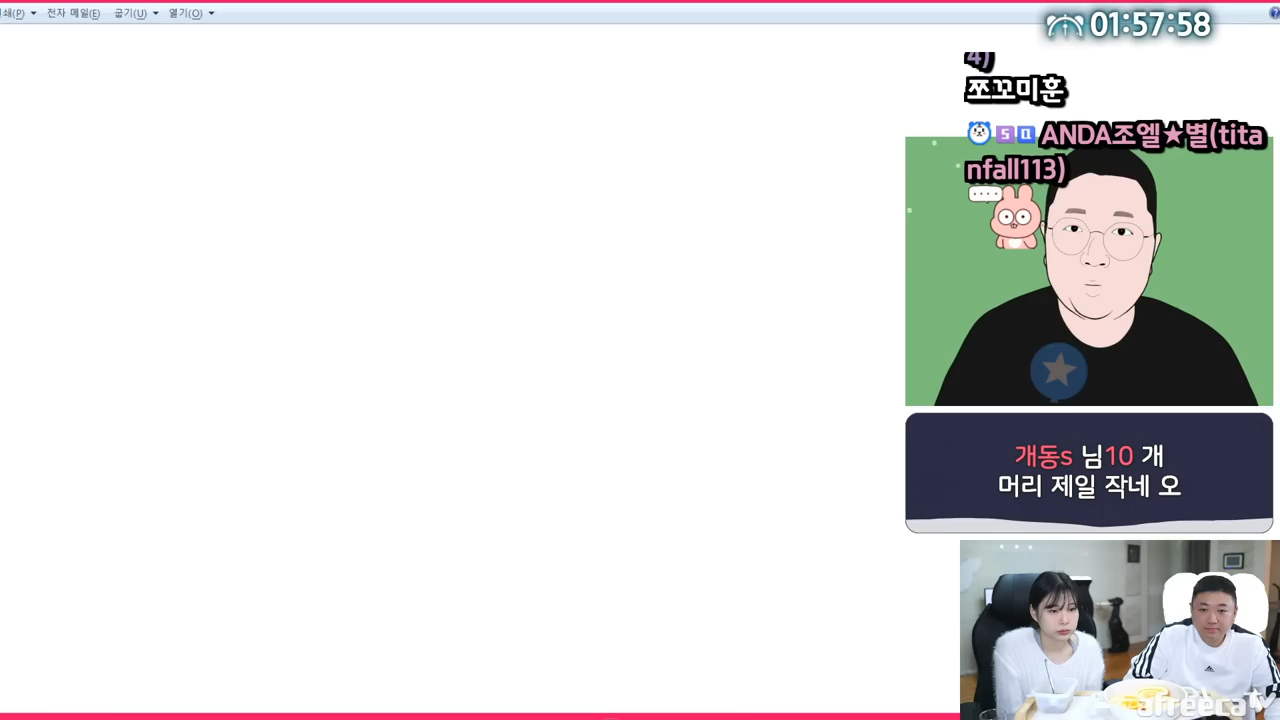 쇄(P)
전자 메일(E)
굽기(U)
열기(O)
01:57:58
4)
쪼꼬미훈
ANDA조엘★별(tita
nfall113)
개동s 님10 개
머리 제일 작네 오
afreecaTV